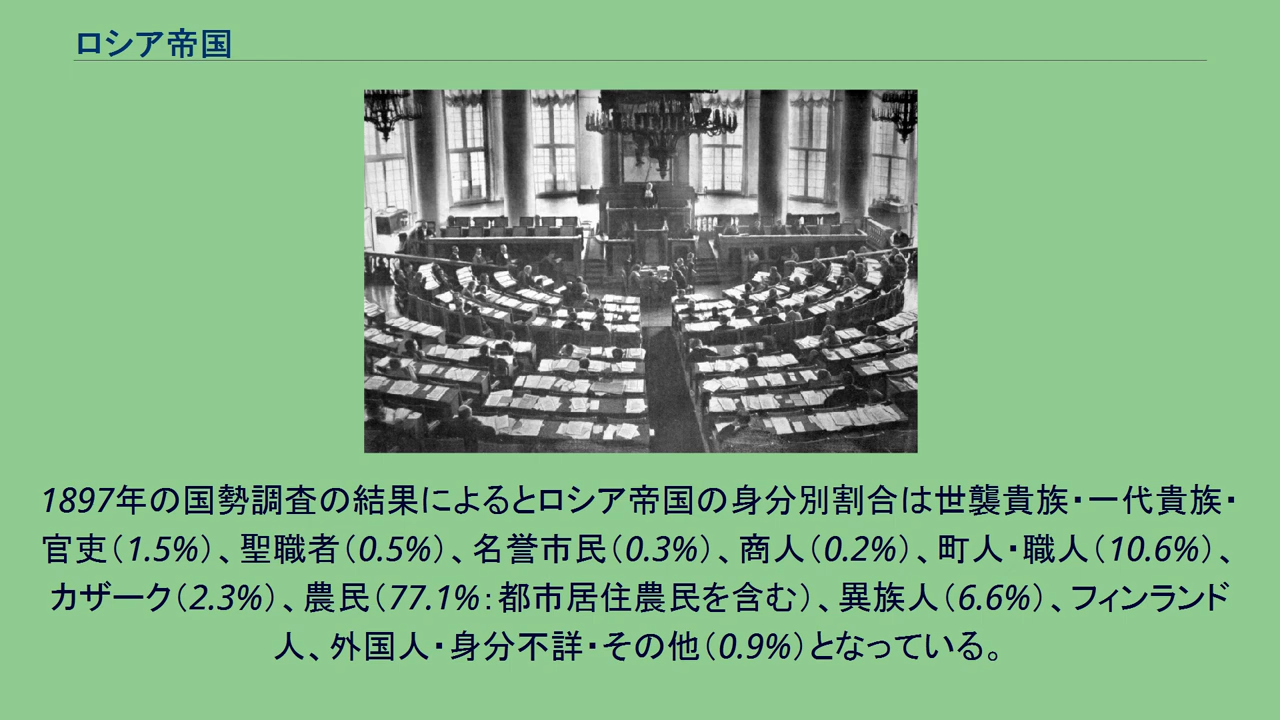 ロシア帝国
1897年の国勢調査の結果によるとロシア帝国の身分別割合は世襲貴族・一代貴族・
官吏（1.5%）、聖職者（0.5%）、名誉市民（0.3%）、商人（0.2%）、町人・職人（10.6%）、
カザーク（2.3%）、農民（77.1%：都市居住農民を含む）、異族人（6.6%）、フィンランド
人、外国人・身分不詳・その他（0.9%）となっている。